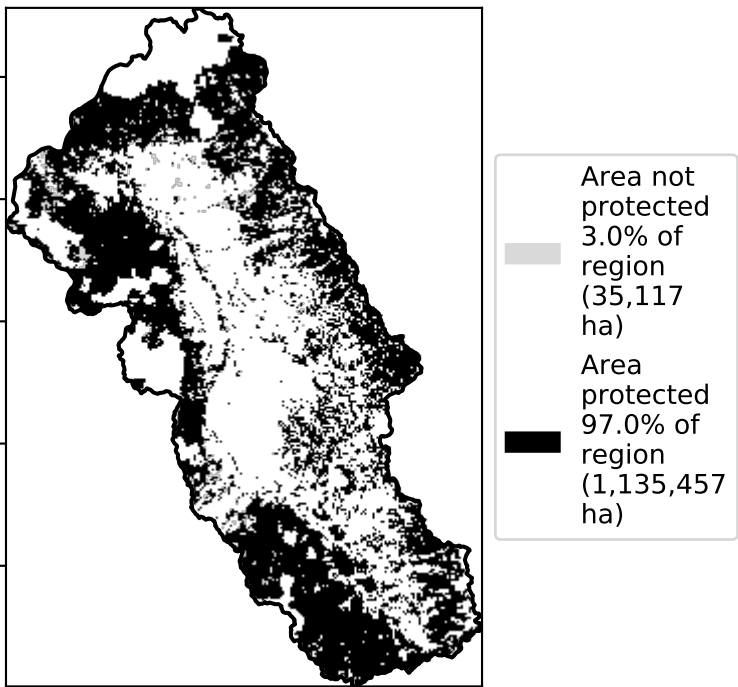 Area not
protected
3.0% of
region
(35,117
ha)
Area
protected
97.0% of
region
(1,135,457
ha)